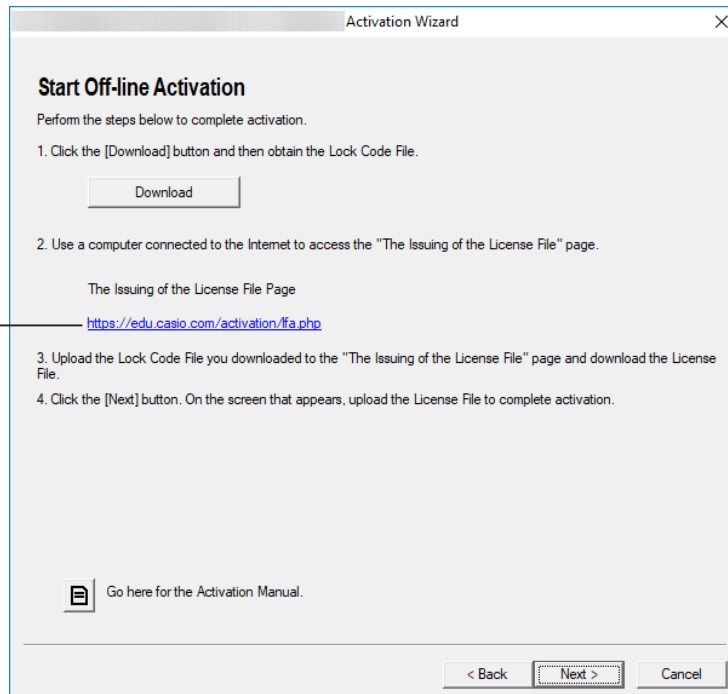 Activation Wizard
Start Off-line Activation
Perform the steps below to complete activation.
1. Click the [Download] button and then obtain the Lock Code File.
Download
2. Use a computer connected to the Internet to access the "The Issuing of the License File" page.
The Issuing of the License File Page
https://edu.casio.com/activation/lfa.php
3. Upload the Lock Code File you downloaded to the "The Issuing of the License File" page and download the License
File.
4. Click the [Next] button. On the screen that appears, upload the License File to complete activation.
Go here for the Activation Manual.
< Back Next > Cancel